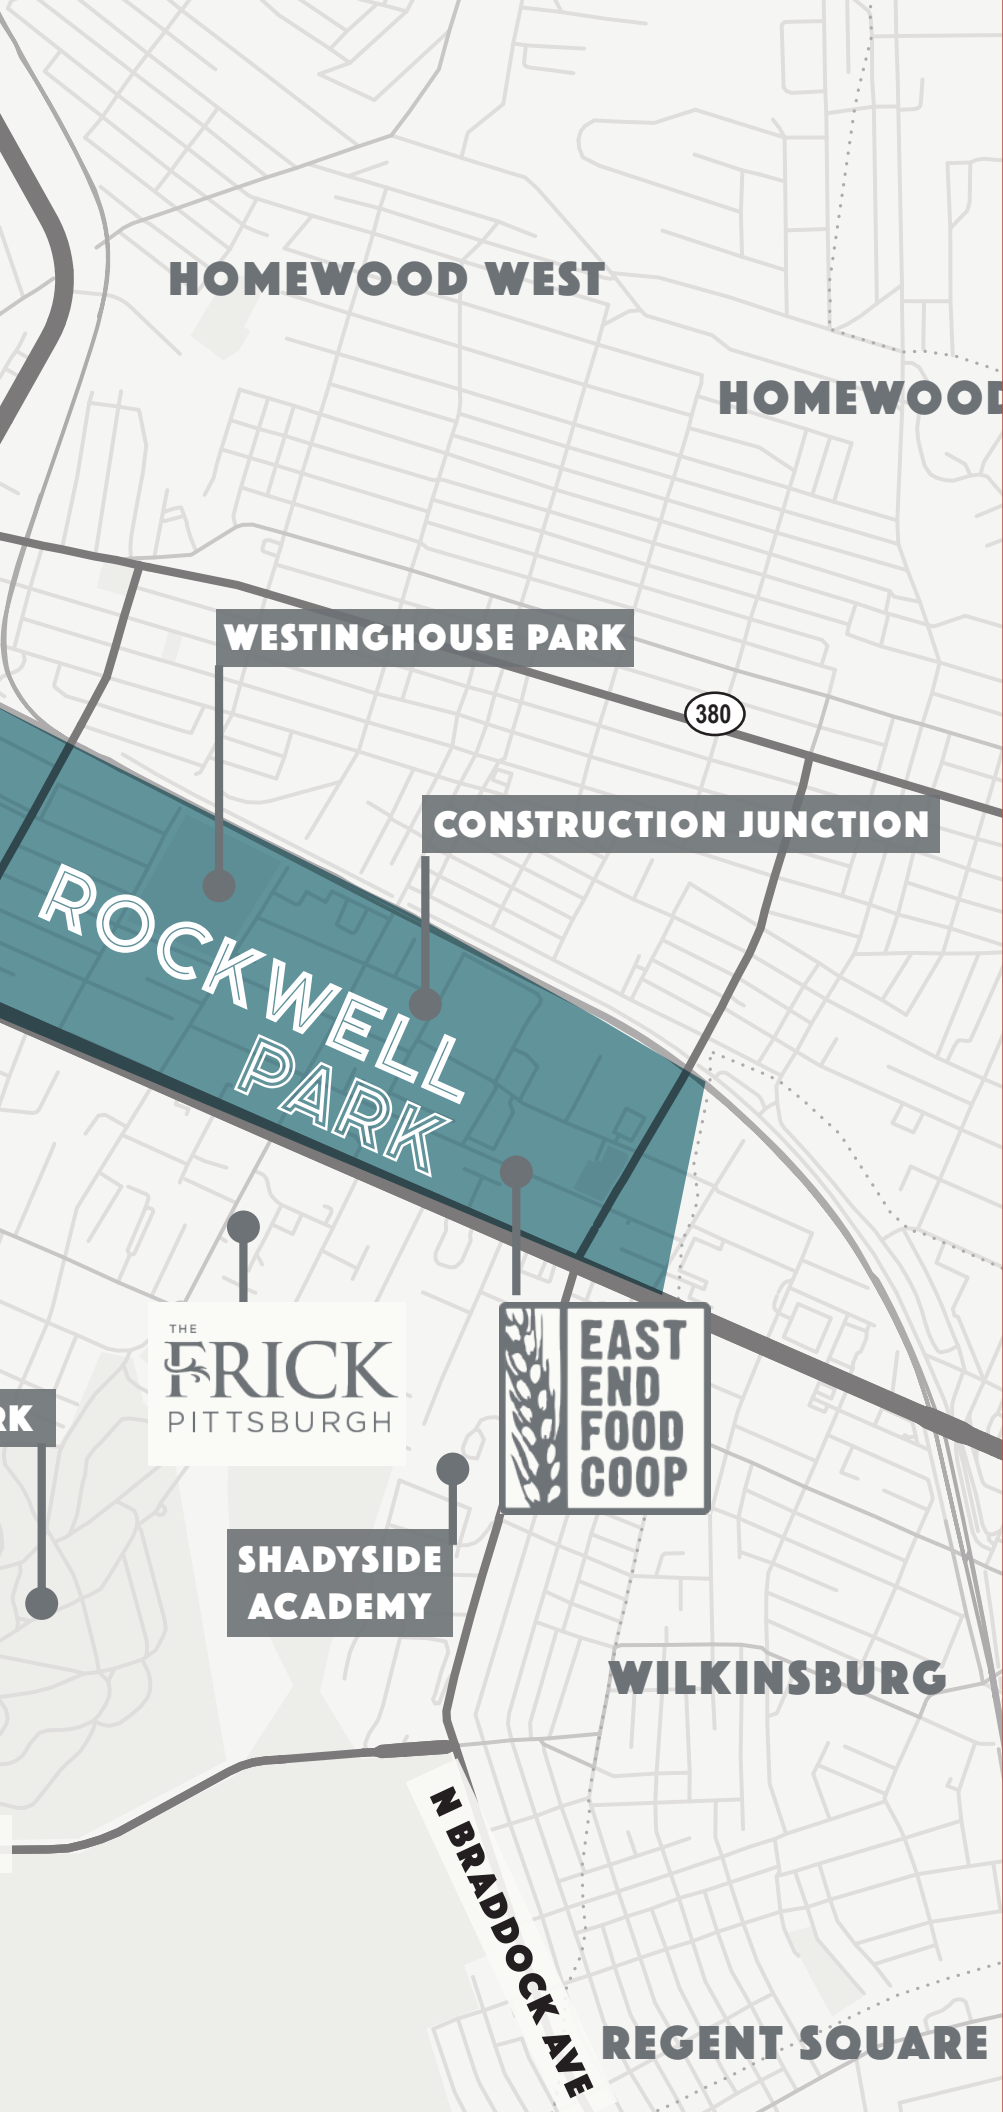 HOMEWOOD WEST
HOMEWOOD
WESTINGHOUSE PARK
380
CONSTRUCTION JUNCTION
ROCKWELL
PARK
THE
FRICK
PITTSBURGH
EAST
END
FOOD
COOP
RK
SHADYSIDE
ACADEMY
WILKINSBURG
N BRADDOCK AVE
REGENT SQUARE